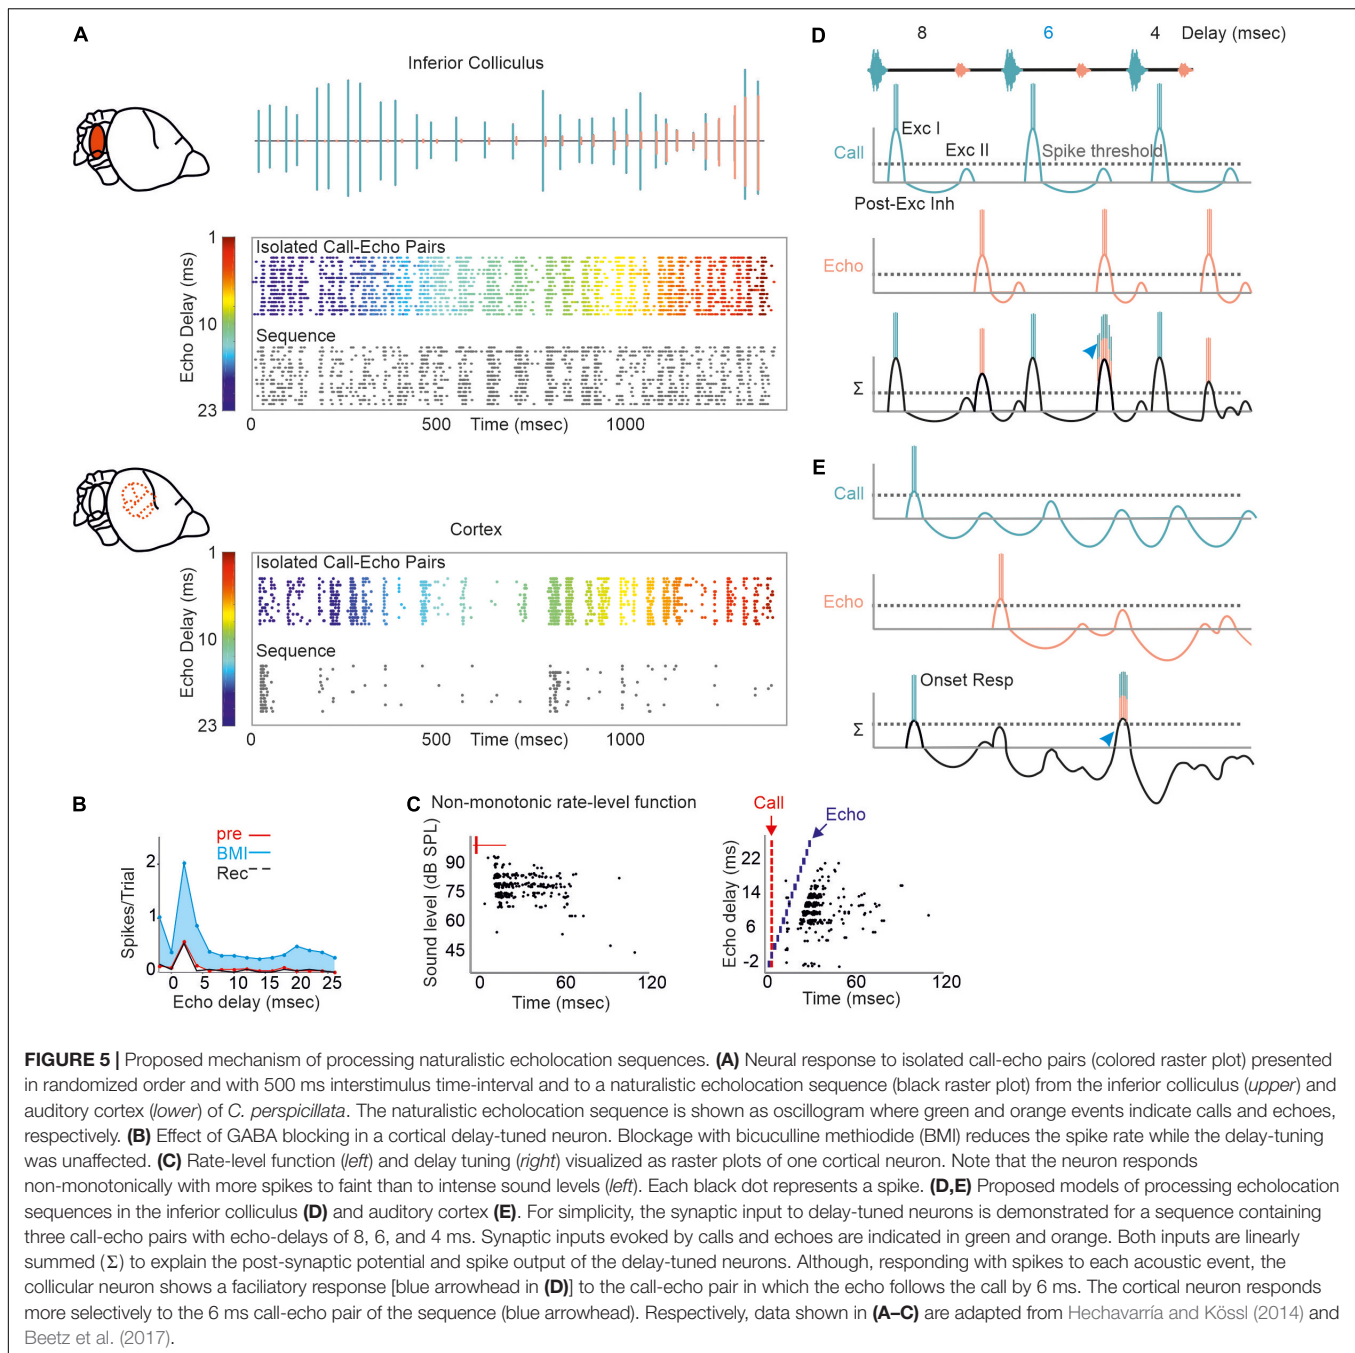 A
Inferior Colliculus
Isolated Call-Echo Pairs
Sequence
Echo Delay (ms)
1
10
23
0
500
Time (msec)
1000
Cortex
Isolated Call-Echo Pairs
Sequence
Echo Delay (ms)
1
10
23
0
500
Time (msec)
1000
B
pre
BMI
Rec
Spikes/Trial
2
1
0
0 5 10 15 20 25
Echo delay (msec)
C Non-monotonic rate-level function
Sound level (dB SPL)
90
75
60
45
0 60 120
Time (msec)
Call
Echo
Echo delay (ms)
22
14
6
-2
0 60 120
Time (msec)
D
8 6 4 Delay (msec)
Exc I
Call
Exc II
Spike threshold
Post-Exc Inh
Echo
Σ
E
Call
Echo
Onset Resp
Σ
FIGURE 5 | Proposed mechanism of processing naturalistic echolocation sequences. (A) Neural response to isolated call-echo pairs (colored raster plot) presented
in randomized order and with 500 ms interstimulus time-interval and to a naturalistic echolocation sequence (black raster plot) from the inferior colliculus (upper) and
auditory cortex (lower) of C. perspicillata. The naturalistic echolocation sequence is shown as oscillogram where green and orange events indicate calls and echoes,
respectively. (B) Effect of GABA blocking in a cortical delay-tuned neuron. Blockage with bicuculline methiodide (BMI) reduces the spike rate while the delay-tuning
was unaffected. (C) Rate-level function (left) and delay tuning (right) visualized as raster plots of one cortical neuron. Note that the neuron responds
non-monotonically with more spikes to faint than to intense sound levels (left). Each black dot represents a spike. (D,E) Proposed models of processing echolocation
sequences in the inferior colliculus (D) and auditory cortex (E). For simplicity, the synaptic input to delay-tuned neurons is demonstrated for a sequence containing
three call-echo pairs with echo-delays of 8, 6, and 4 ms. Synaptic inputs evoked by calls and echoes are indicated in green and orange. Both inputs are linearly
summed (Σ) to explain the post-synaptic potential and spike output of the delay-tuned neurons. Although, responding with spikes to each acoustic event, the
collicular neuron shows a faciliatory response [blue arrowhead in (D)] to the call-echo pair in which the echo follows the call by 6 ms. The cortical neuron responds
more selectively to the 6 ms call-echo pair of the sequence (blue arrowhead). Respectively, data shown in (A–C) are adapted from Hechavarría and Kössl (2014) and
Beetz et al. (2017).